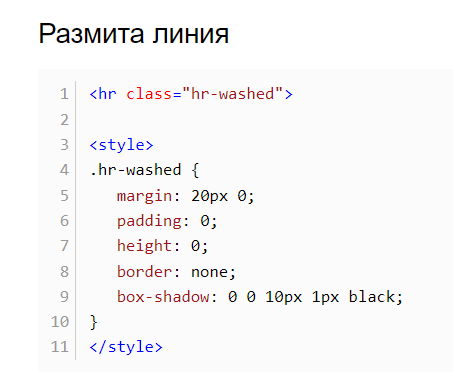 Размита линия
1 <hr class="hr-washed">
2
3 <style>
4 .hr-washed {
5 margin: 20px 0;
6 padding: 0;
7 height: 0;
8 border: none;
9 box-shadow: 0 0 10px 1px black;
10 }
11 </style>